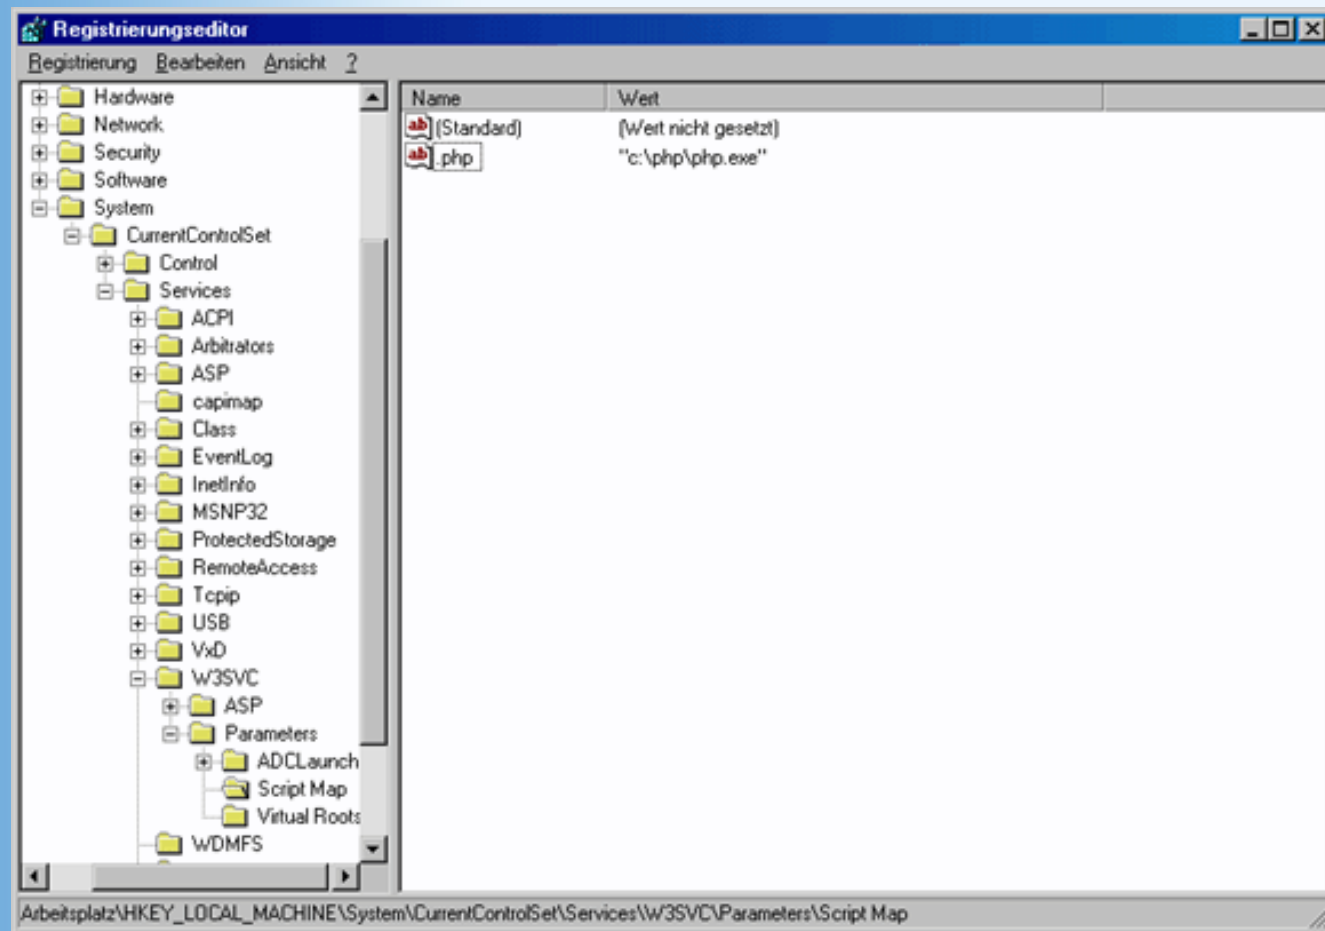 Registrierungseditor
Registrierung Bearbeiten Ansicht ?
Hardware
Network
Security
Software
System
CurrentControlSet
Control
Services
ACPI
Arbitrators
ASP
capimap
Class
EventLog
InetInfo
MSNP32
ProtectedStorage
RemoteAccess
Tcpip
USB
VxD
W3SVC
ASP
Parameters
ADCLaunch
Script Map
Virtual Roots
WDMFS
Name Wert
(Standard) (Wert nicht gesetzt)
.php "c:\php\php.exe"
Arbeitsplatz\HKEY_LOCAL_MACHINE\System\CurrentControlSet\Services\W3SVC\Parameters\Script Map